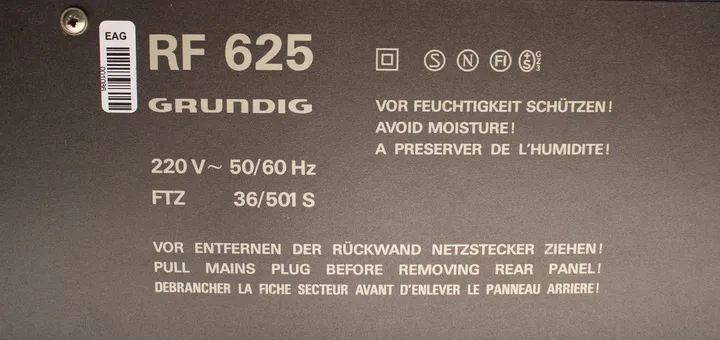 EAG
001086
RF 625
GRUNDIG
220 V~ 50/60 Hz
FTZ 36/501 S
S N FI +S
VOR FEUCHTIGKEIT SCHÜTZEN!
AVOID MOISTURE!
A PRESERVER DE L'HUMIDITE!
VOR ENTFERNEN DER RÜCKWAND NETZSTECKER ZIEHEN!
PULL MAINS PLUG BEFORE REMOVING REAR PANEL!
DEBRANCHER LA FICHE SECTEUR AVANT D'ENLEVER LE PANNEAU ARRIERE!